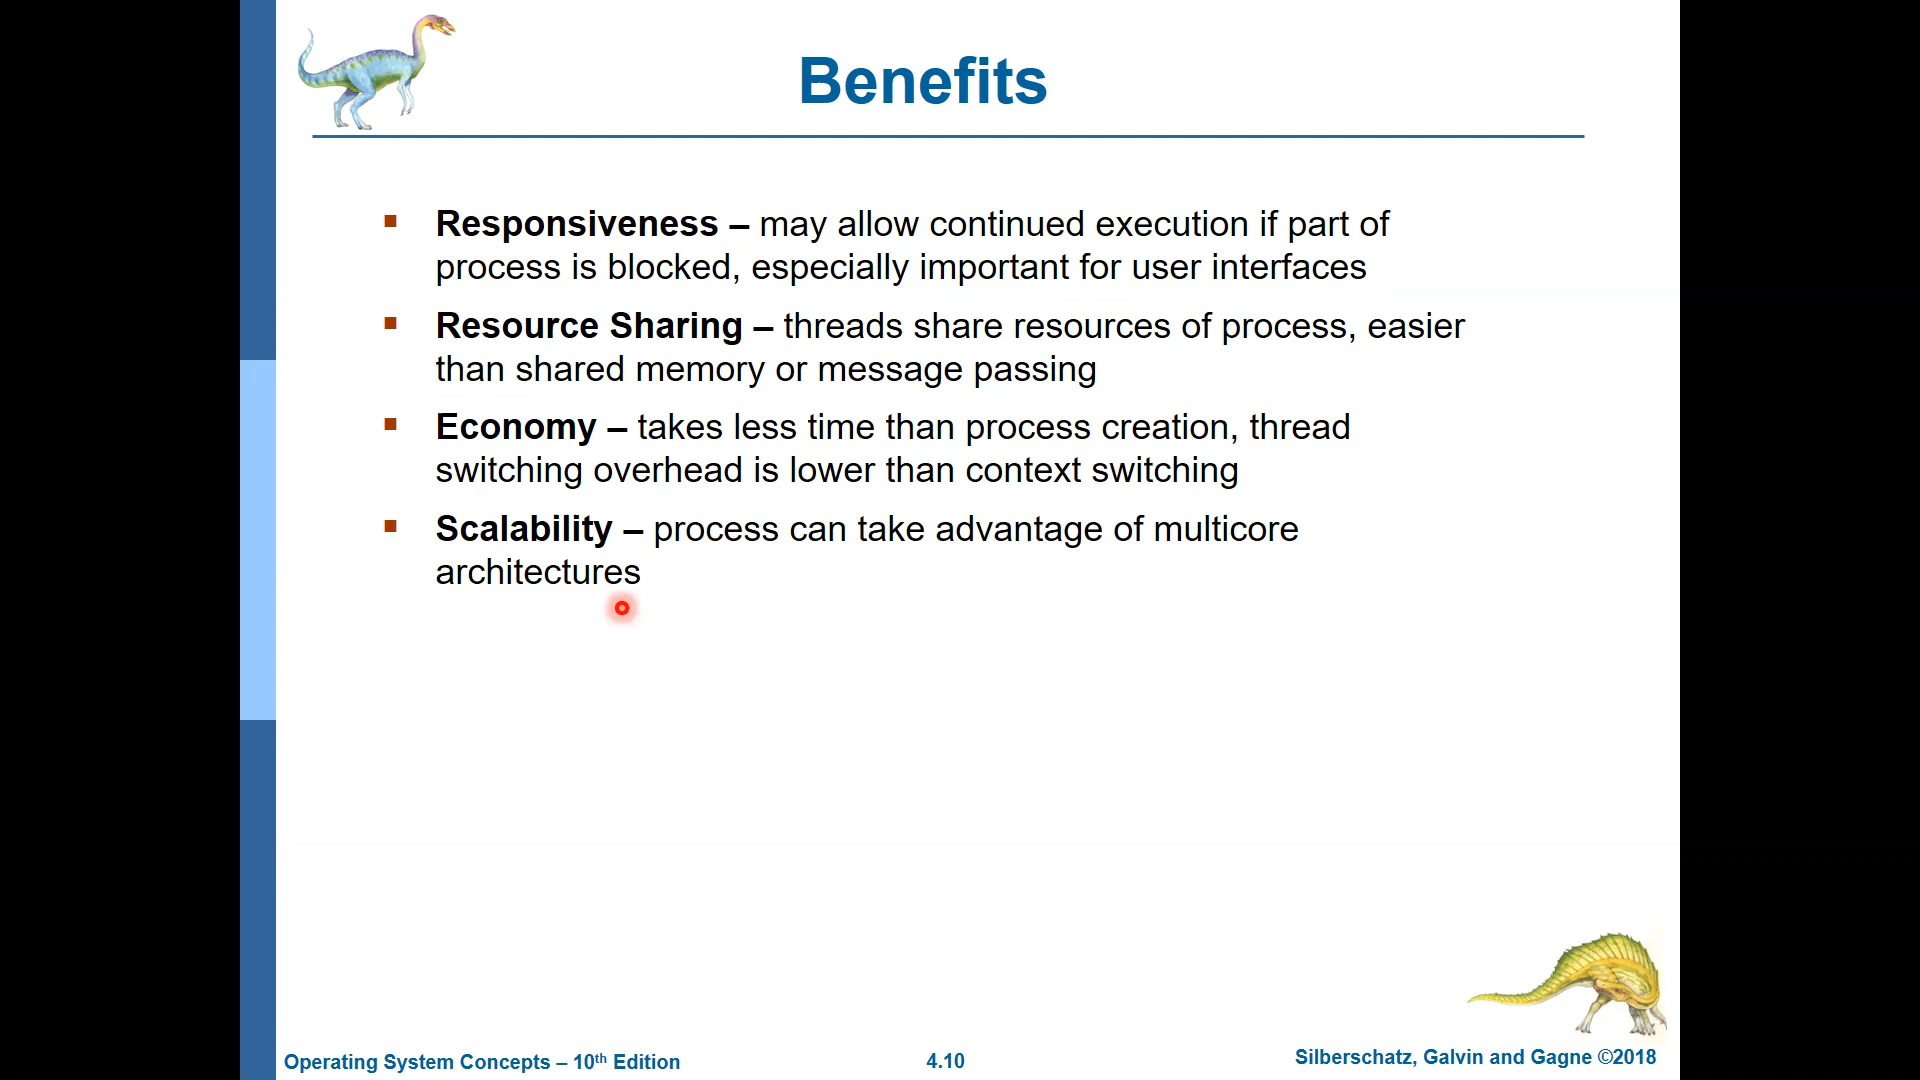 Benefits
▪ Responsiveness – may allow continued execution if part of
process is blocked, especially important for user interfaces
▪ Resource Sharing – threads share resources of process, easier
than shared memory or message passing
▪ Economy – takes less time than process creation, thread
switching overhead is lower than context switching
▪ Scalability – process can take advantage of multicore
architectures
Operating System Concepts – 10th Edition
4.10
Silberschatz, Galvin and Gagne ©2018